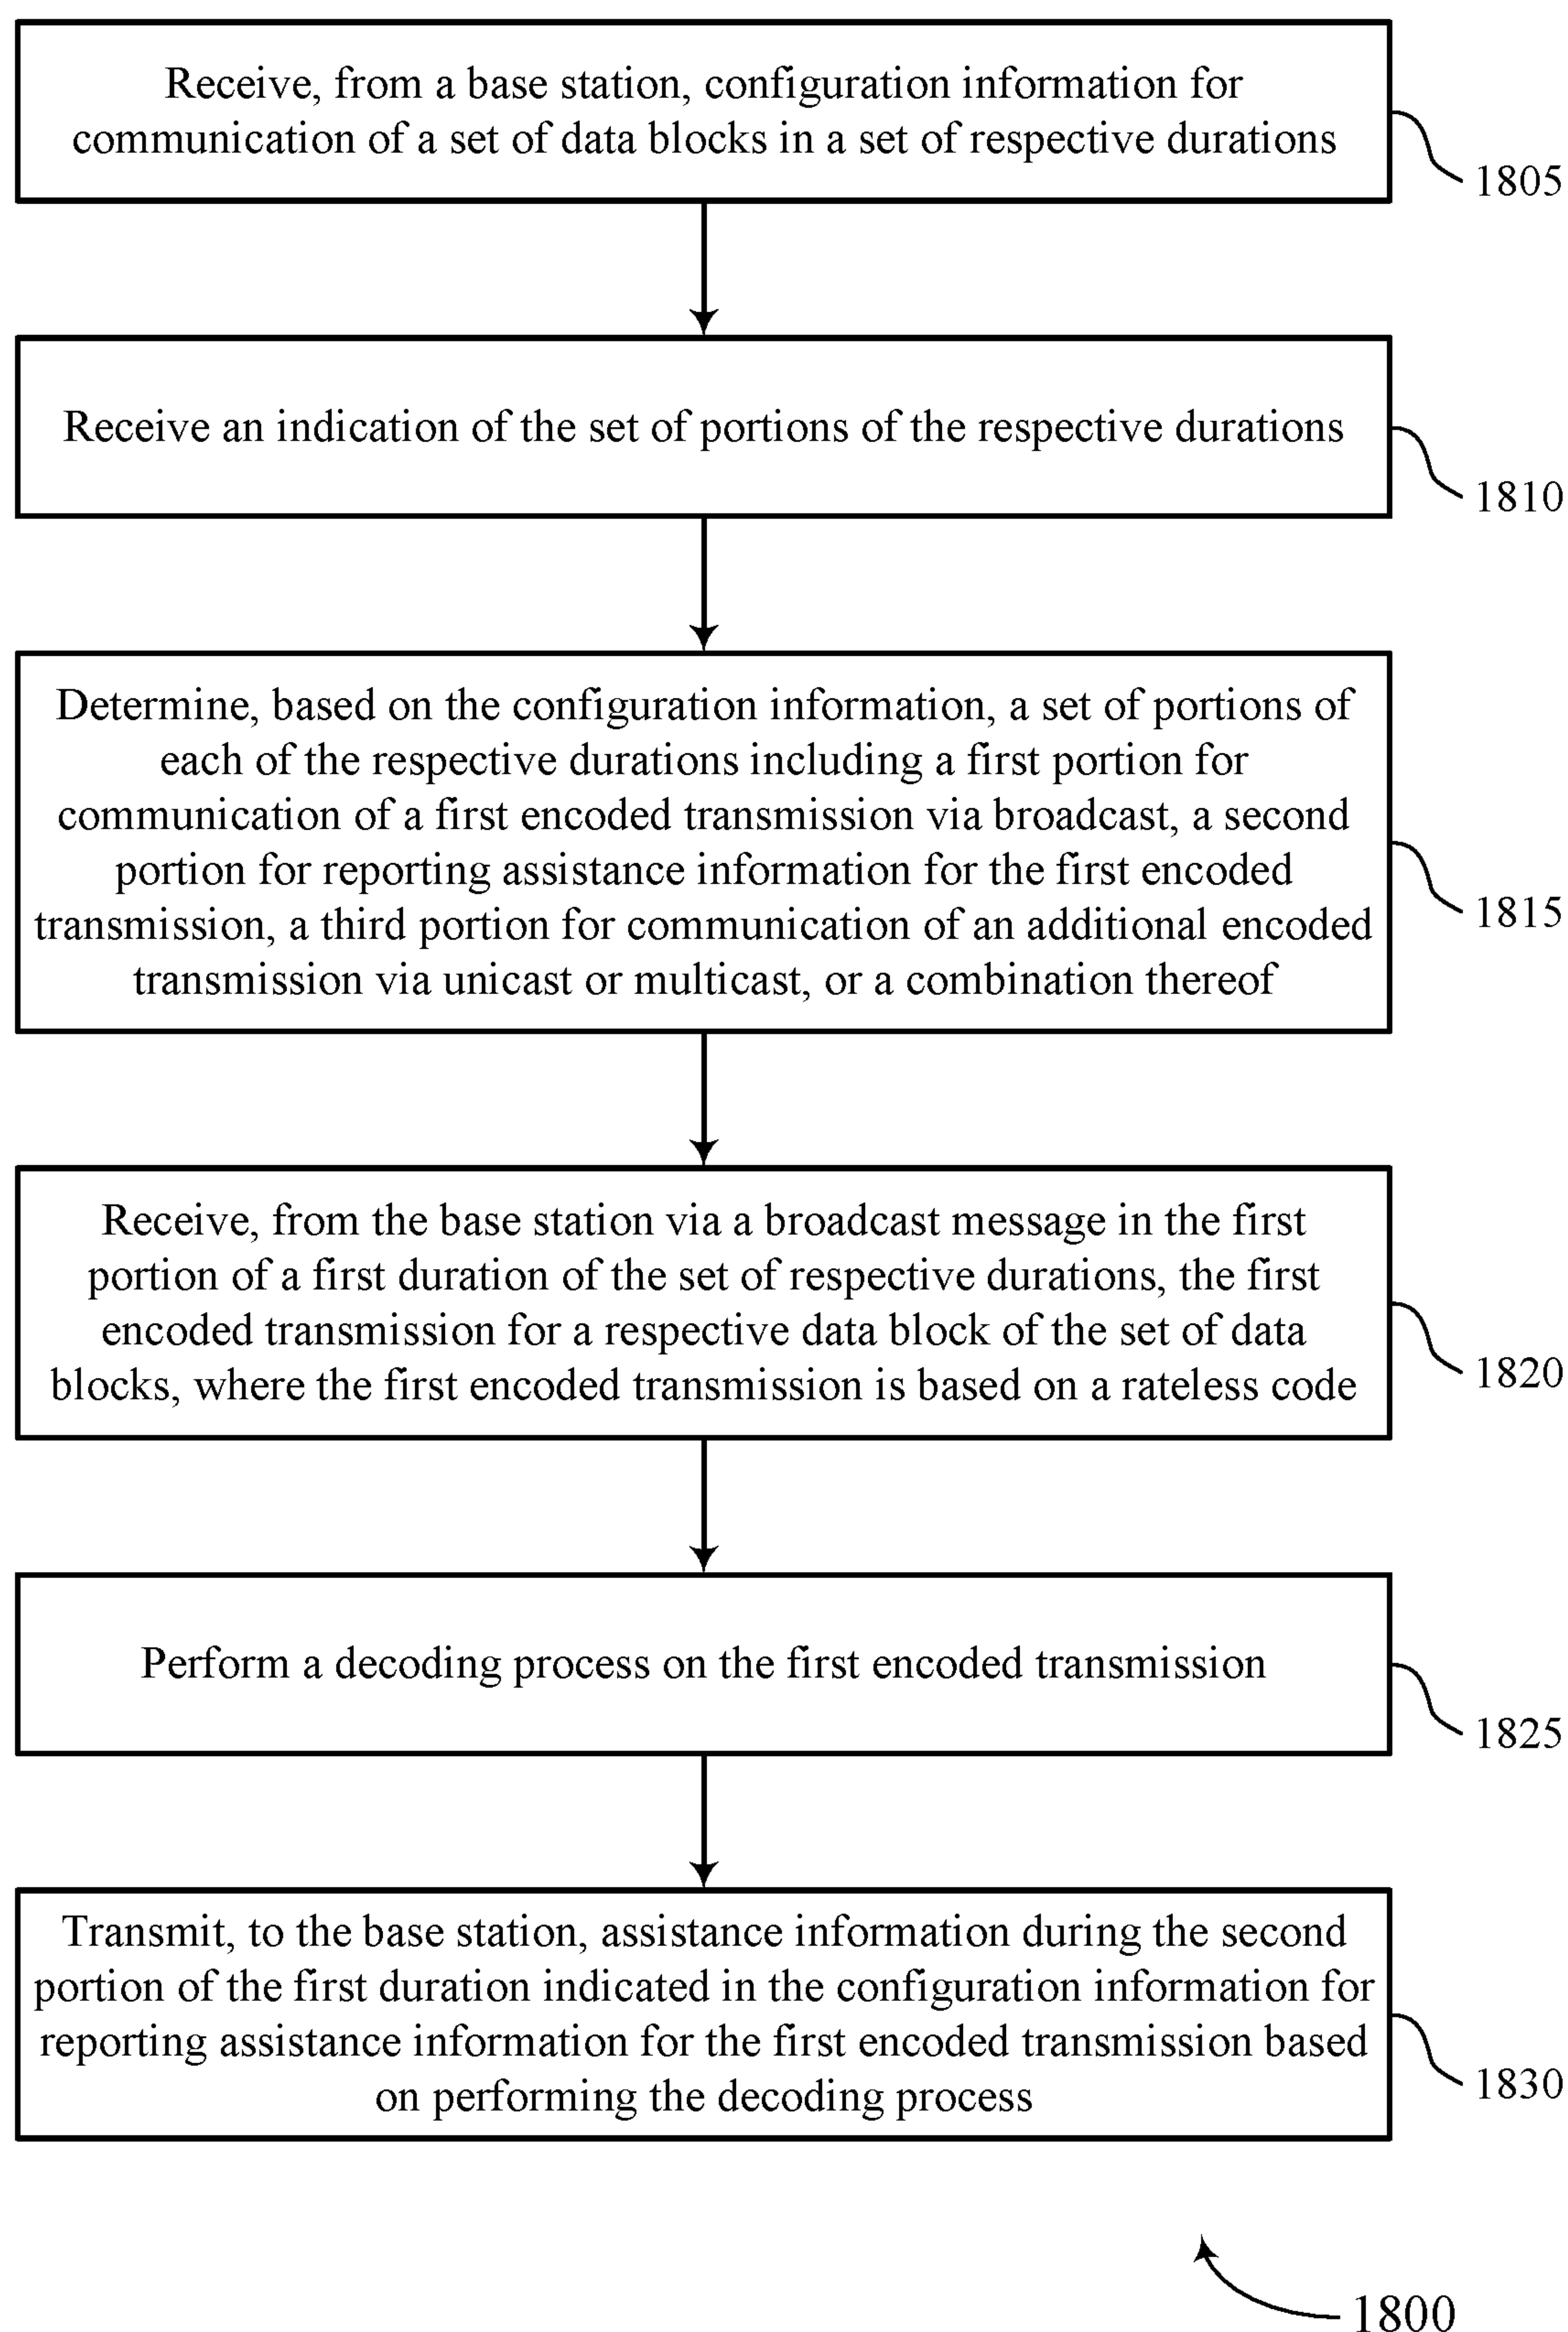 Receive, from a base station, configuration information for
communication of a set of data blocks in a set of respective durations
1805
Receive an indication of the set of portions of the respective durations
1810
Determine, based on the configuration information, a set of portions of
each of the respective durations including a first portion for
communication of a first encoded transmission via broadcast, a second
portion for reporting assistance information for the first encoded
transmission, a third portion for communication of an additional encoded
transmission via unicast or multicast, or a combination thereof
1815
Receive, from the base station via a broadcast message in the first
portion of a first duration of the set of respective durations, the first
encoded transmission for a respective data block of the set of data
blocks, where the first encoded transmission is based on a rateless code
1820
Perform a decoding process on the first encoded transmission
1825
Transmit, to the base station, assistance information during the second
portion of the first duration indicated in the configuration information for
reporting assistance information for the first encoded transmission based
on performing the decoding process
1830
1800